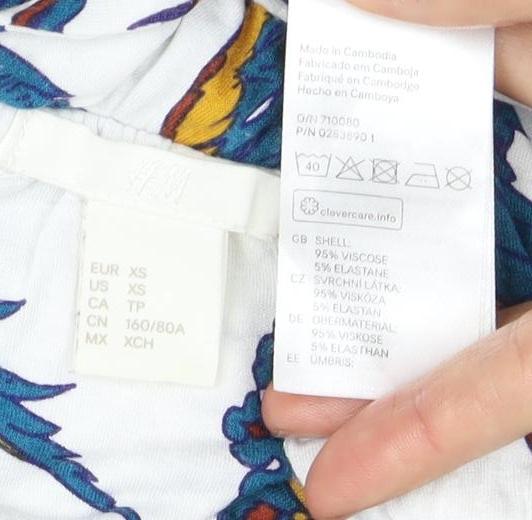 H&M
EUR XS
US XS
CA TP
CN 160/80A
MX XCH
Made in Cambodia
Fabricado em Camboja
Fabriqué en Cambodge
Hecho en Camboya
O/N 710080
P/N 0283690 1
40
clevercare.info
GB SHELL:
95% VISCOSE
5% ELASTANE
CZ SVRCHNÍ LÁTKA:
95% VISKÓZA
5% ELASTAN
DE OBERMATERIAL:
95% VISKOSE
5% ELASTHAN
EE ÜMBRIS: